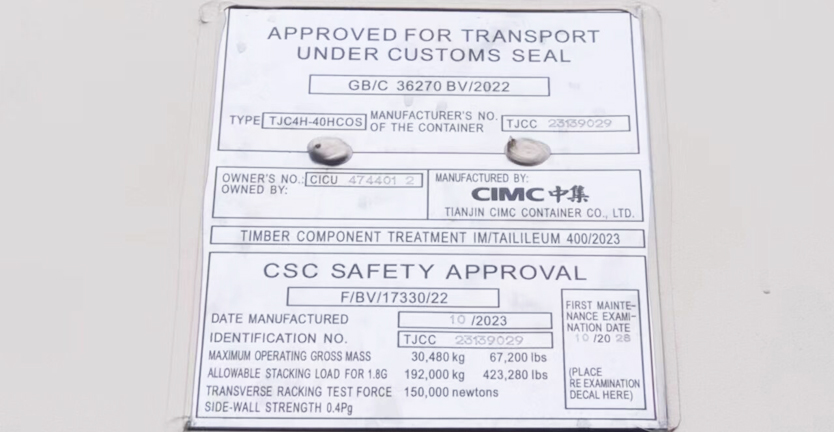 APPROVED FOR TRANSPORT
UNDER CUSTOMS SEAL
GB/C 36270 BV/2022
TYPE TJC4H-40HCOS
MANUFACTURER'S NO.
OF THE CONTAINER
TJCC 23139029
OWNER'S NO.: CICU 474401 2
OWNED BY:
MANUFACTURED BY:
CIMC中集
TIANJIN CIMC CONTAINER CO., LTD.
TIMBER COMPONENT TREATMENT IM/TAILILEUM 400/2023
CSC SAFETY APPROVAL
F/BV/17330/22
DATE MANUFACTURED 10 /2023
IDENTIFICATION NO. TJCC 23139029
MAXIMUM OPERATING GROSS MASS 30,480 kg 67,200 lbs
ALLOWABLE STACKING LOAD FOR 1.8G 192,000 kg 423,280 lbs
TRANSVERSE RACKING TEST FORCE 150,000 newtons
SIDE-WALL STRENGTH 0.4Pg
FIRST MAINTE-
NANCE EXAMI-
NATION DATE
10 /20 28
(PLACE
RE EXAMINATION
DECAL HERE)